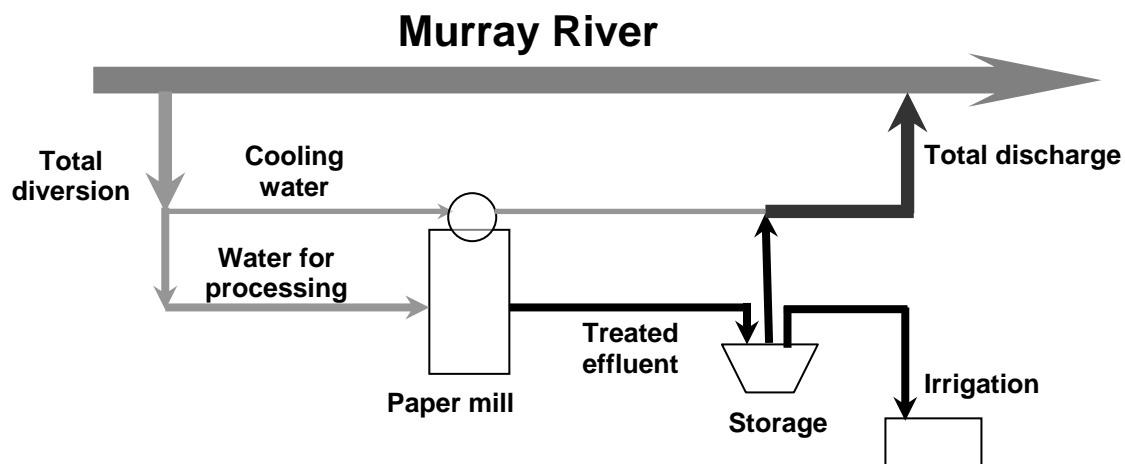 Murray River
Total
diversion
Cooling
water
Total discharge
Water for
processing
Treated
effluent
Paper mill
Storage
Irrigation